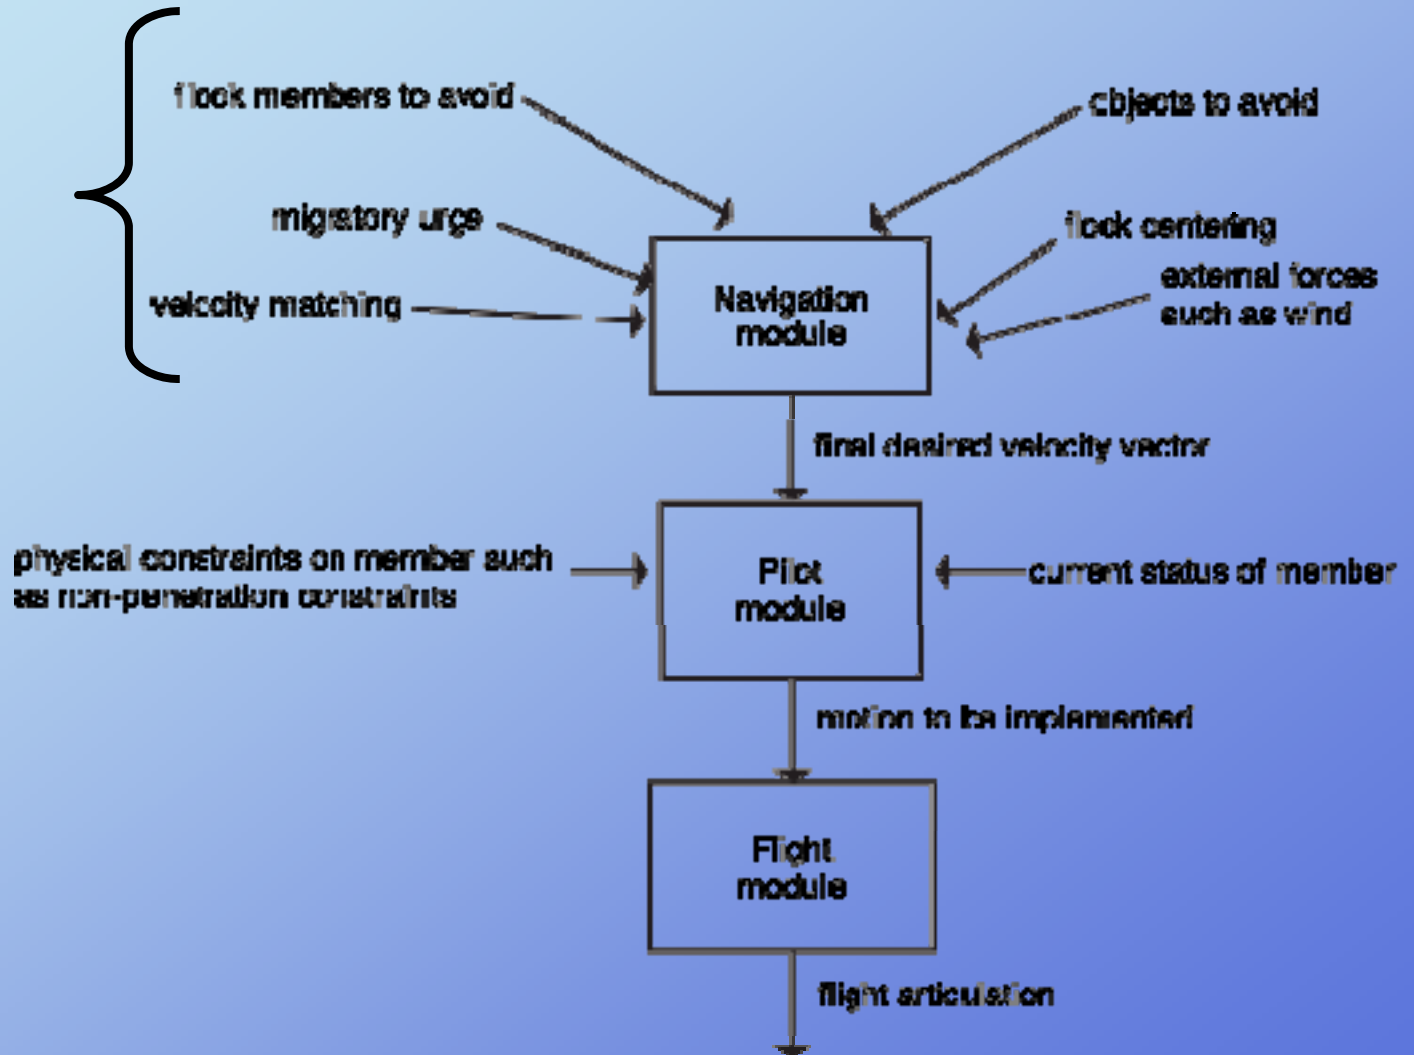 flock members to avoid
objects to avoid
migratory urge
flock centering
velocity matching
external forces
such as wind
Navigation
module
final desired velocity vector
physical constraints on member such
as non-penetration constraints
Pilot
module
current status of member
motion to be implemented
Flight
module
flight articulation